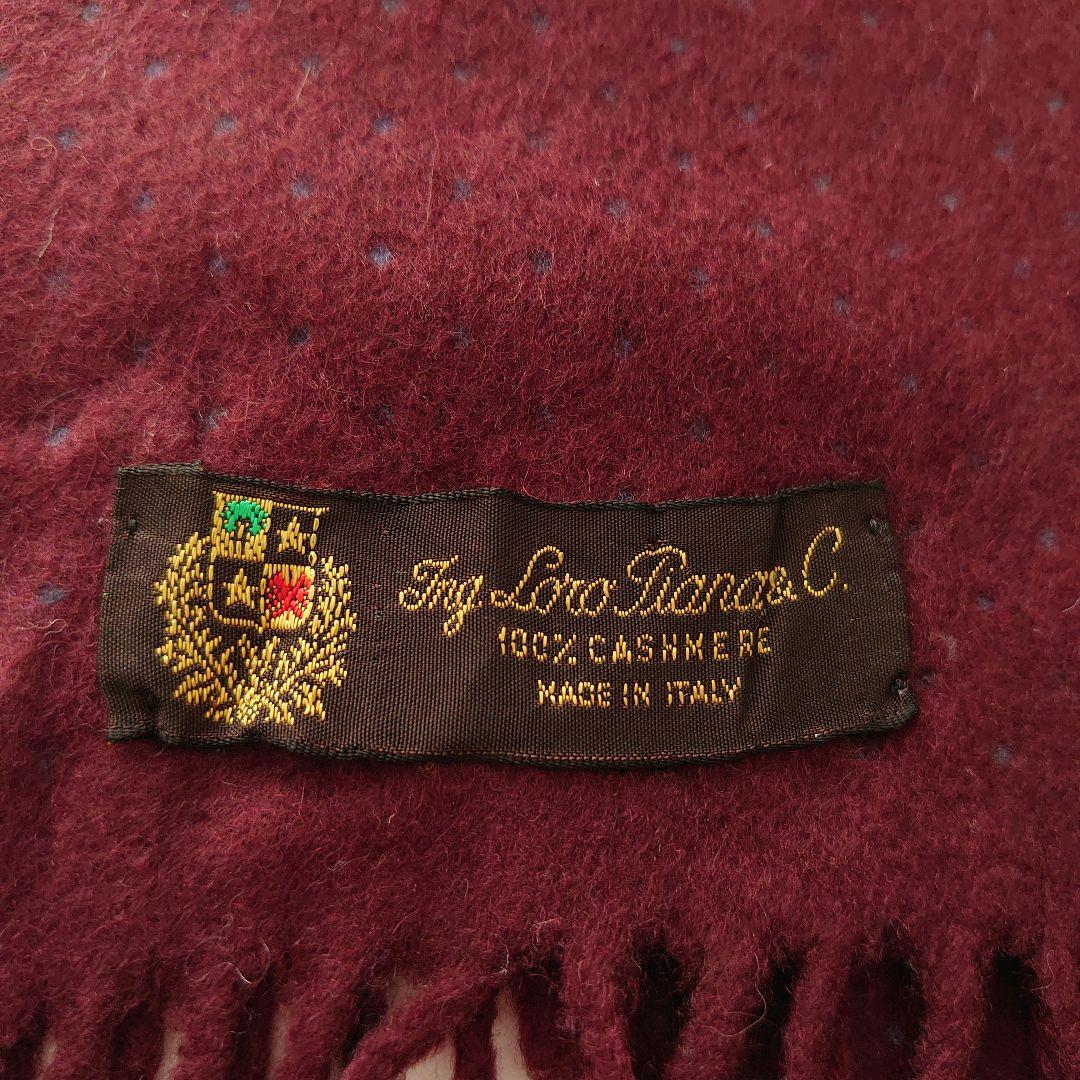 Ing. Loro Piana & C.
100% CASHMERE
MADE IN ITALY